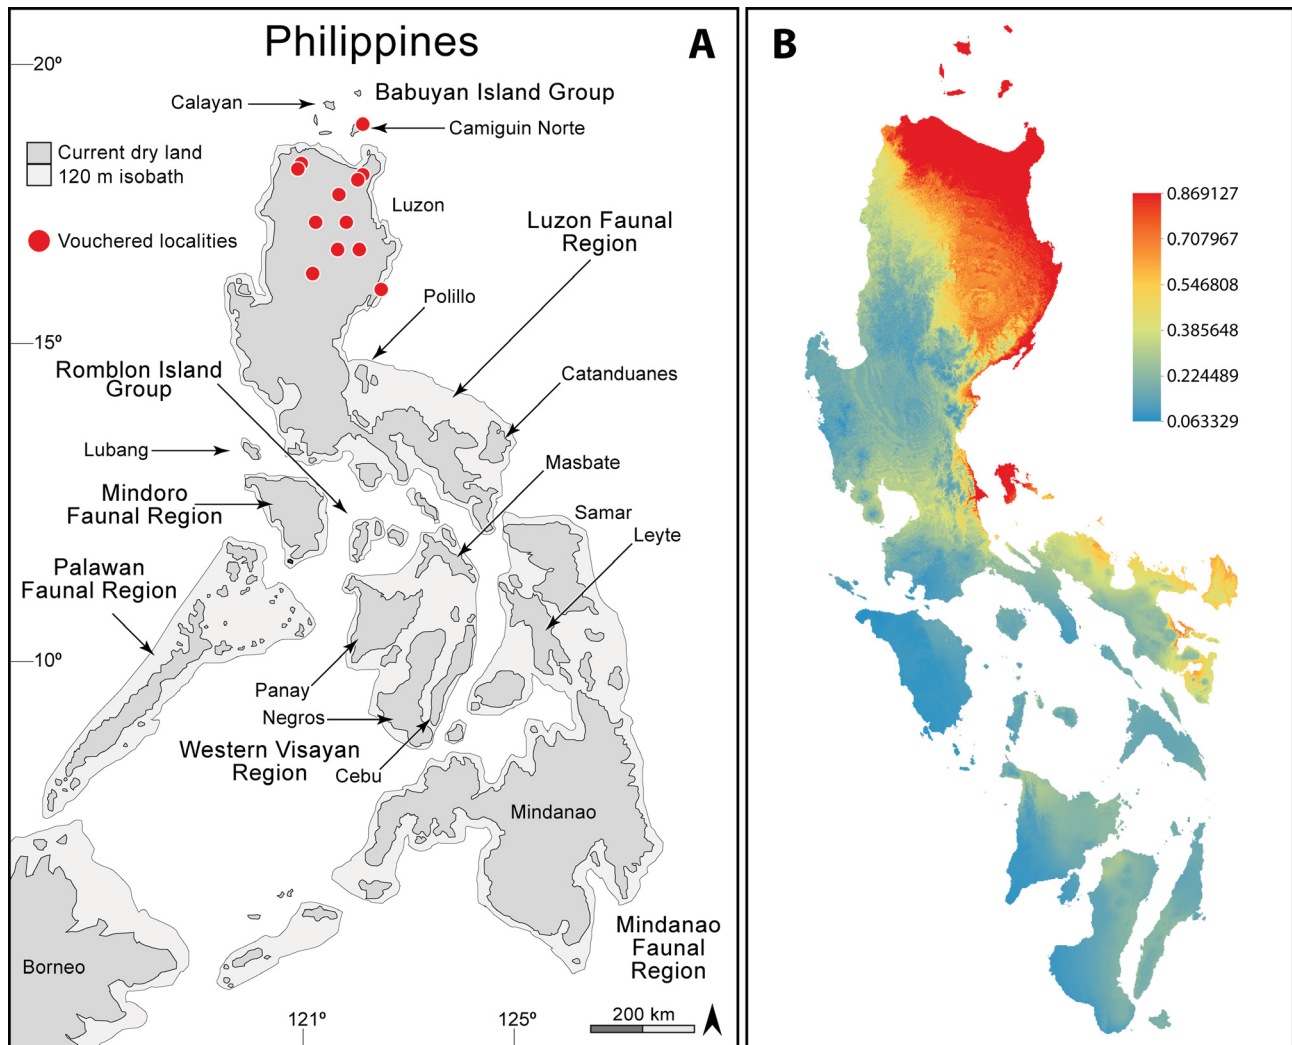 Philippines
A
20º
Calayan
Babuyan Island Group
Camiguin Norte
Current dry land
120 m isobath
Luzon
Vouchered localities
Luzon Faunal
Region
Polillo
15º
Romblon Island
Group
Catanduanes
Lubang
Masbate
Mindoro
Faunal Region
Samar
Leyte
Palawan
Faunal Region
10º
Panay
Negros
Western Visayan
Region
Cebu
Mindanao
Mindanao
Faunal
Region
Borneo
121º
125º
200 km
B
0.869127
0.707967
0.546808
0.385648
0.224489
0.063329